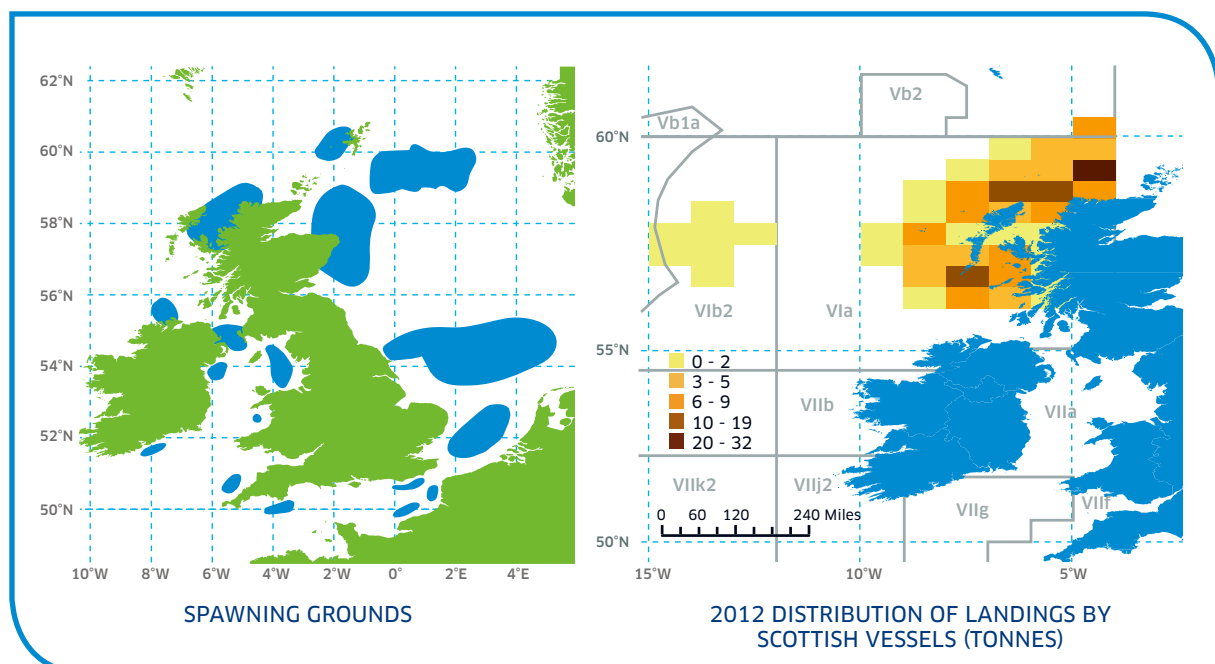 62°N
60°N
58°N
56°N
54°N
52°N
50°N
10°W 8°W 6°W 4°W 2°W 0° 2°E 4°E
SPAWNING GROUNDS
60°N
55°N
50°N
Vb2
Vb1a
VIb2
VIa
0 - 2
3 - 5
6 - 9
10 - 19
20 - 32
VIIb
VIIa
VIIk2
VIIj2
VIIg
VIIf
0 60 120 240 Miles
15°W 10°W 5°W
2012 DISTRIBUTION OF LANDINGS BY
SCOTTISH VESSELS (TONNES)